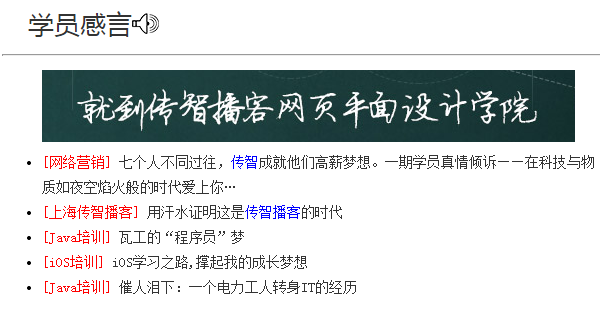 学员感言
就到传智播客网页平面设计学院
[网络营销] 七个人不同过往，传智成就他们高薪梦想。一期学员真情倾诉——在科技与物
质如夜空焰火般的时代爱上你…
[上海传智播客] 用汗水证明这是传智播客的时代
[Java培训] 瓦工的“程序员”梦
[iOS培训] iOS学习之路,撑起我的成长梦想
[Java培训] 催人泪下：一个电力工人转身IT的经历